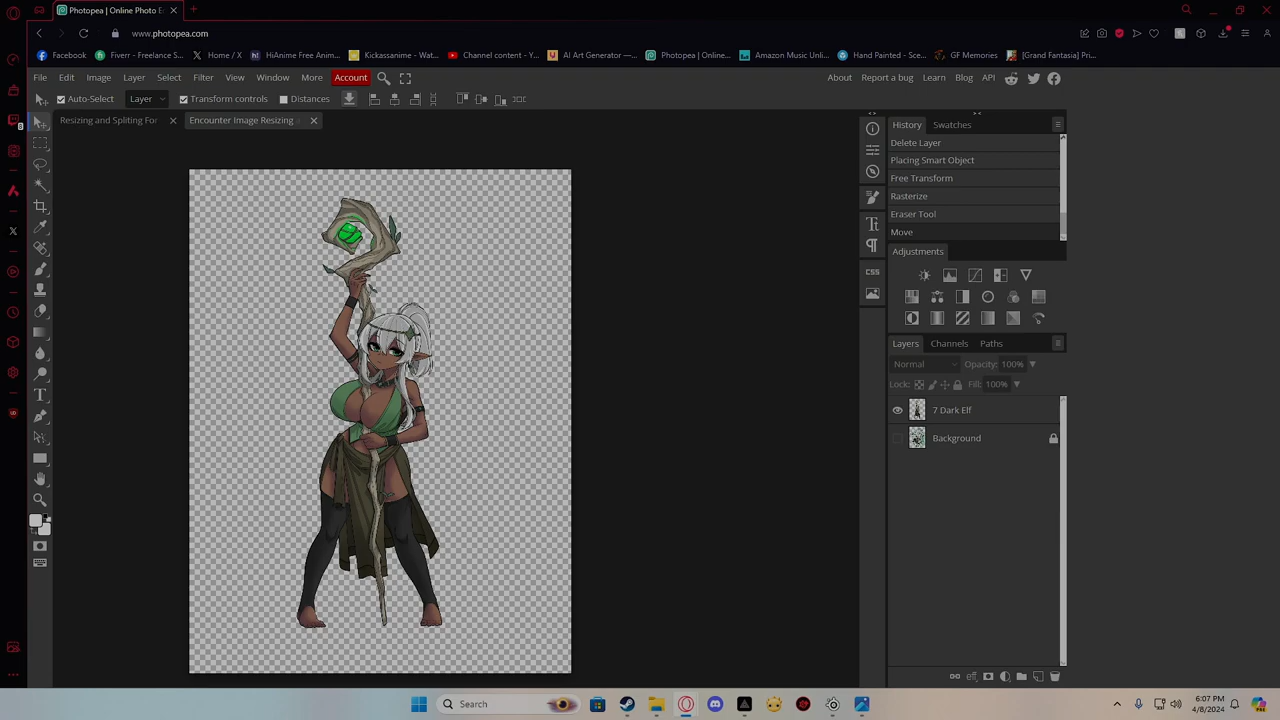 Photopea | Online Photo E
www.photopea.com
Facebook
Fiverr - Freelance S
Home / X
HiAnime Free Anim
Kickassanime - Wat
Channel content - Y
AI Art Generator —
Photopea | Online
Amazon Music Unli
Hand Painted - Sce
GF Memories
[Grand Fantasia] Pri
File Edit Image Layer Select Filter View Window More Account
About Report a bug Learn Blog API
Auto-Select Layer Transform controls Distances
Resizing and Spliting For
Encounter Image Resizing
History Swatches
Delete Layer
Placing Smart Object
Free Transform
Rasterize
Eraser Tool
Move
Adjustments
Layers Channels Paths
Normal Opacity: 100%
Lock: Fill: 100%
7 Dark Elf
Background
CSS
eff
Search
6:07 PM
4/8/2024